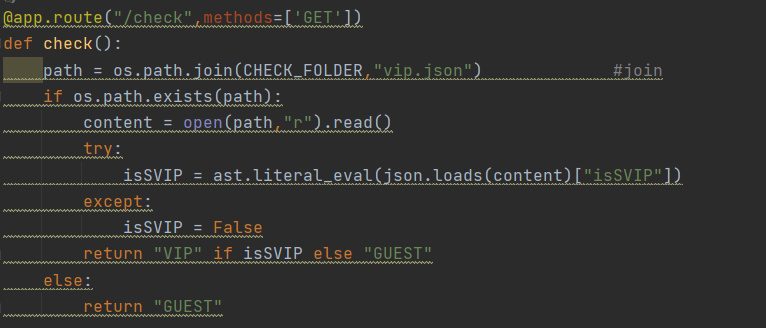 @app.route("/check",methods=['GET'])
def check():
    path = os.path.join(CHECK_FOLDER,"vip.json")             #join
    if os.path.exists(path):
        content = open(path,"r").read()
        try:
            isSVIP = ast.literal_eval(json.loads(content)["isSVIP"])
        except:
            isSVIP = False
        return "VIP" if isSVIP else "GUEST"
    else:
        return "GUEST"